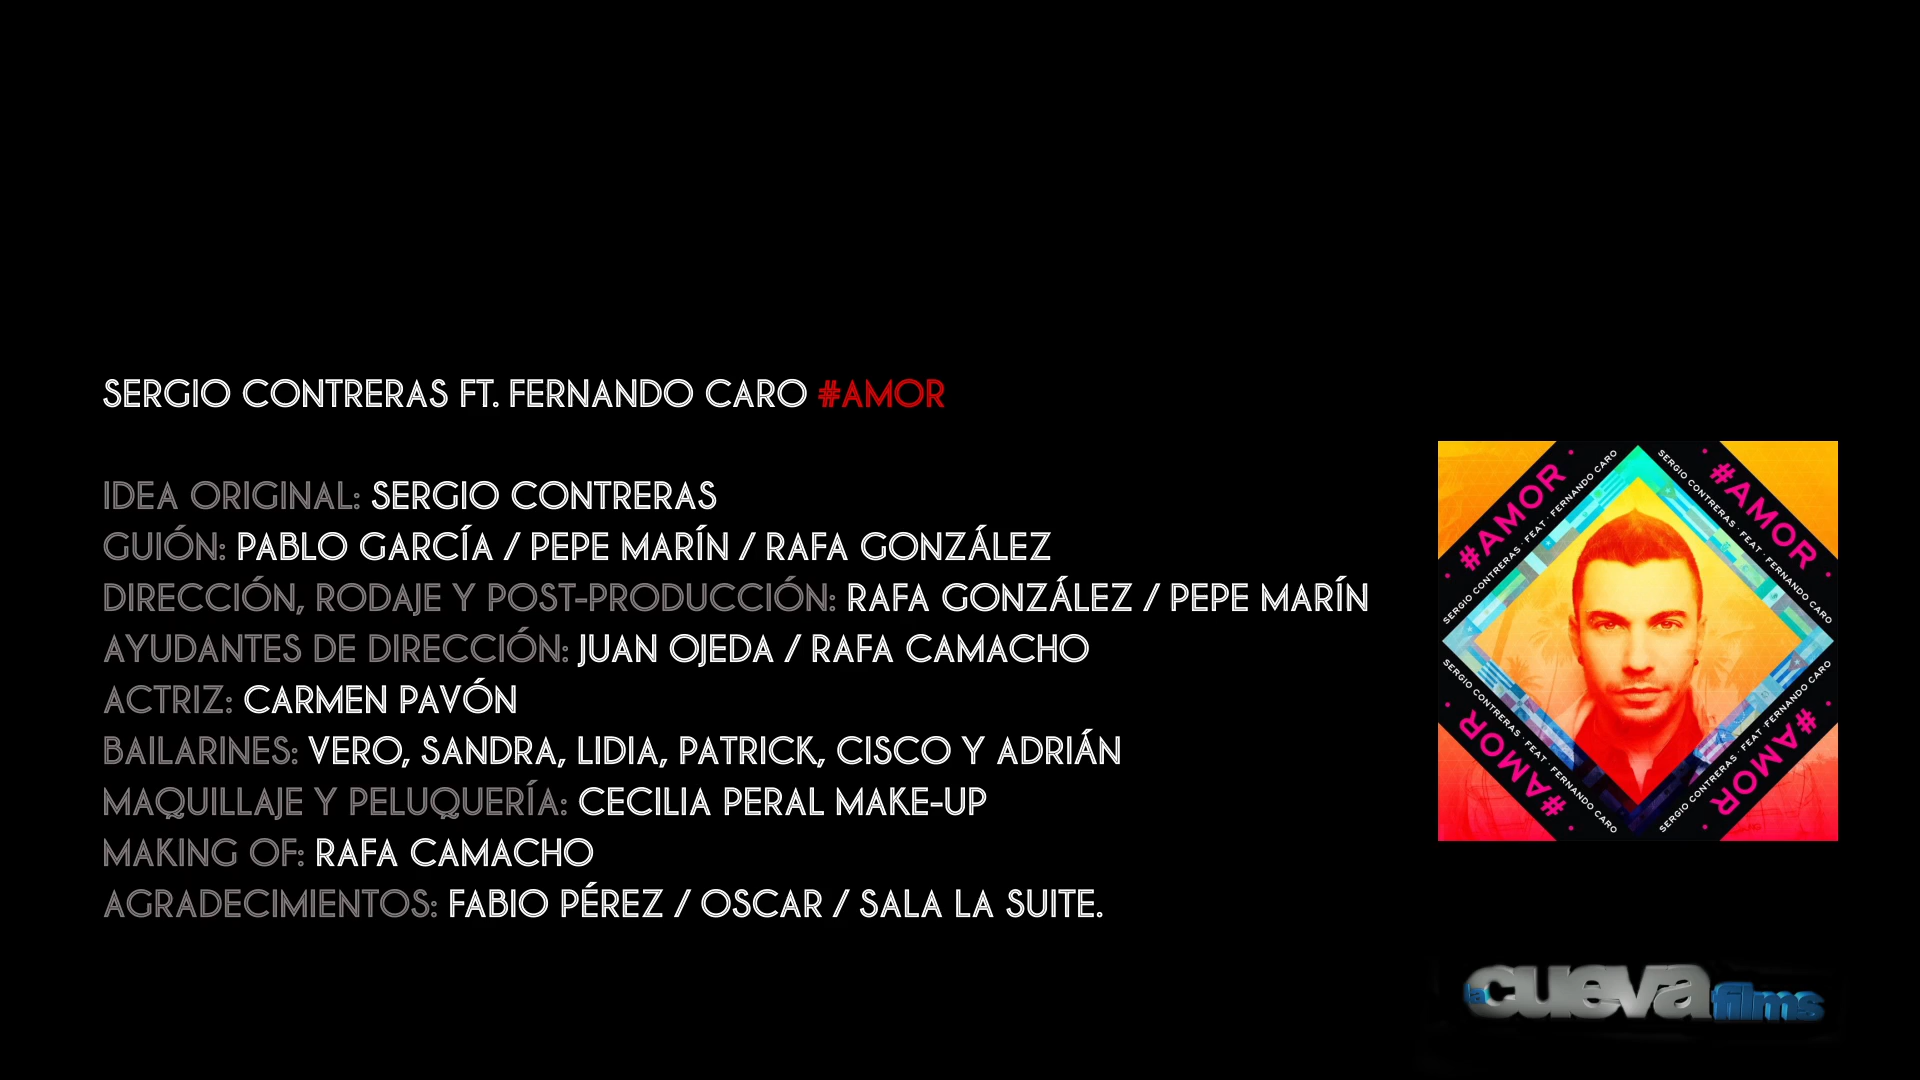 SERGIO CONTRERAS FT. FERNANDO CARO #AMOR
IDEA ORIGINAL: SERGIO CONTRERAS
GUIÓN: PABLO GARCÍA / PEPE MARÍN / RAFA GONZÁLEZ
DIRECCIÓN, RODAJE Y POST-PRODUCCIÓN: RAFA GONZÁLEZ / PEPE MARÍN
AYUDANTES DE DIRECCIÓN: JUAN OJEDA / RAFA CAMACHO
ACTRIZ: CARMEN PAVÓN
BAILARINES: VERO, SANDRA, LIDIA, PATRICK, CISCO Y ADRIÁN
MAQUILLAJE Y PELUQUERÍA: CECILIA PERAL MAKE-UP
MAKING OF: RAFA CAMACHO
AGRADECIMIENTOS: FABIO PÉREZ / OSCAR / SALA LA SUITE.
#AMOR
SERGIO CONTRERAS · FEAT · FERNANDO CARO
#AMOR
SERGIO CONTRERAS · FEAT · FERNANDO CARO
#AMOR
SERGIO CONTRERAS · FEAT · FERNANDO CARO
#AMOR
SERGIO CONTRERAS · FEAT · FERNANDO CARO
la cueva films